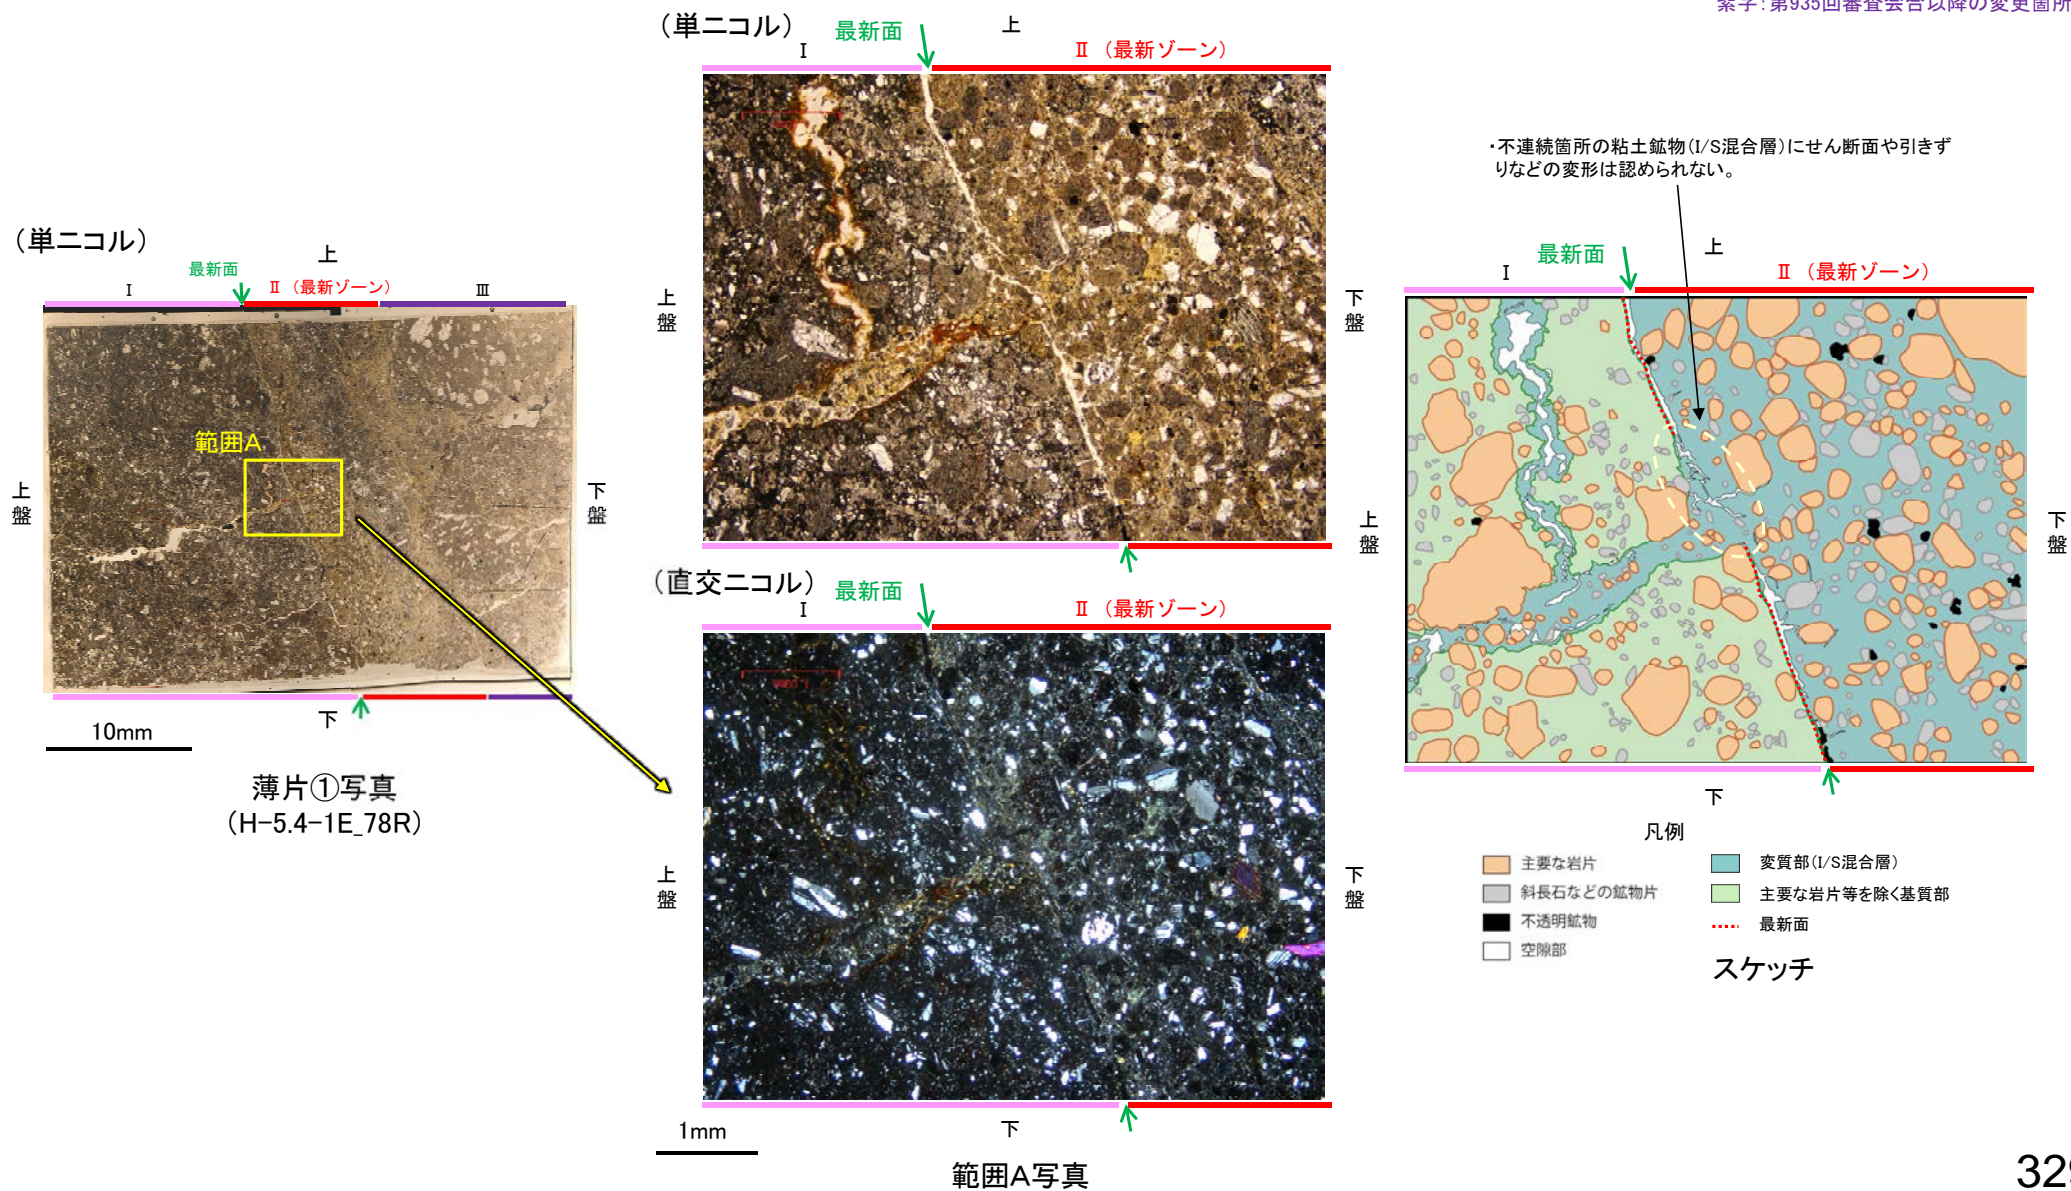 紫字：第935回審査会合以降の変更箇所
（単ニコル）
最新面
上
Ⅰ
Ⅱ （最新ゾーン）
上盤
下盤
（単ニコル）
上
最新面
Ⅰ
Ⅱ （最新ゾーン）
Ⅲ
範囲A
上盤
下盤
下
10mm
薄片①写真
（H-5.4-1E_78R）
（直交ニコル）
最新面
Ⅰ
Ⅱ （最新ゾーン）
上盤
下盤
1mm
下
範囲A写真
・不連続箇所の粘土鉱物（I/S混合層）にせん断面や引きず
りなどの変形は認められない。
最新面
上
Ⅰ
Ⅱ （最新ゾーン）
上盤
下盤
下
凡例
主要な岩片
斜長石などの鉱物片
不透明鉱物
空隙部
変質部（I/S混合層）
主要な岩片等を除く基質部
最新面
スケッチ